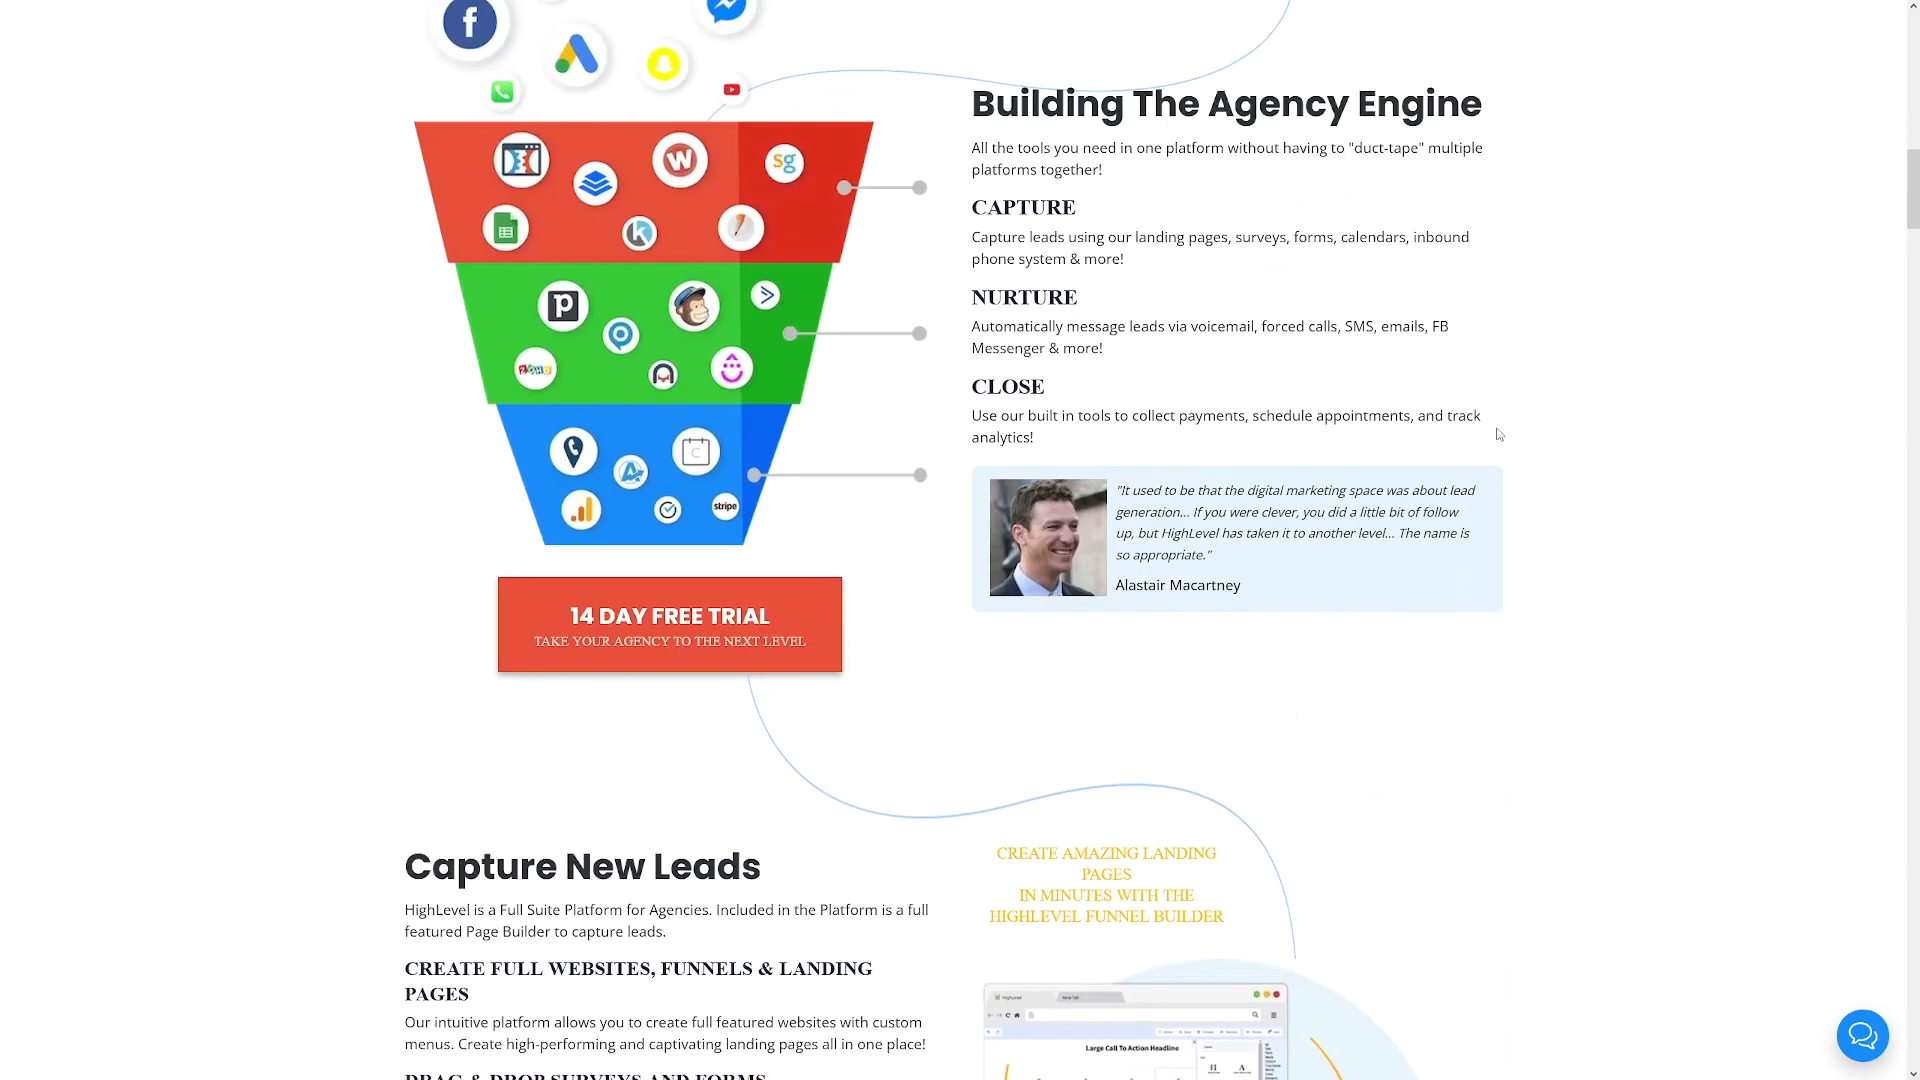 Building The Agency Engine
All the tools you need in one platform without having to "duct-tape" multiple
platforms together!
CAPTURE
Capture leads using our landing pages, surveys, forms, calendars, inbound
phone system & more!
NURTURE
Automatically message leads via voicemail, forced calls, SMS, emails, FB
Messenger & more!
CLOSE
Use our built in tools to collect payments, schedule appointments, and track
analytics!
"It used to be that the digital marketing space was about lead
generation... If you were clever, you did a little bit of follow
up, but HighLevel has taken it to another level... The name is
so appropriate."
Alastair Macartney
sg
ZOHO
stripe
14 DAY FREE TRIAL
TAKE YOUR AGENCY TO THE NEXT LEVEL
Capture New Leads
HighLevel is a Full Suite Platform for Agencies. Included in the Platform is a full
featured Page Builder to capture leads.
CREATE FULL WEBSITES, FUNNELS & LANDING
PAGES
Our intuitive platform allows you to create full featured websites with custom
menus. Create high-performing and captivating landing pages all in one place!
DRAG & DROP SURVEYS AND FORMS
CREATE AMAZING LANDING
PAGES
IN MINUTES WITH THE
HIGHLEVEL FUNNEL BUILDER
HighLevel
Large Call To Action Headline